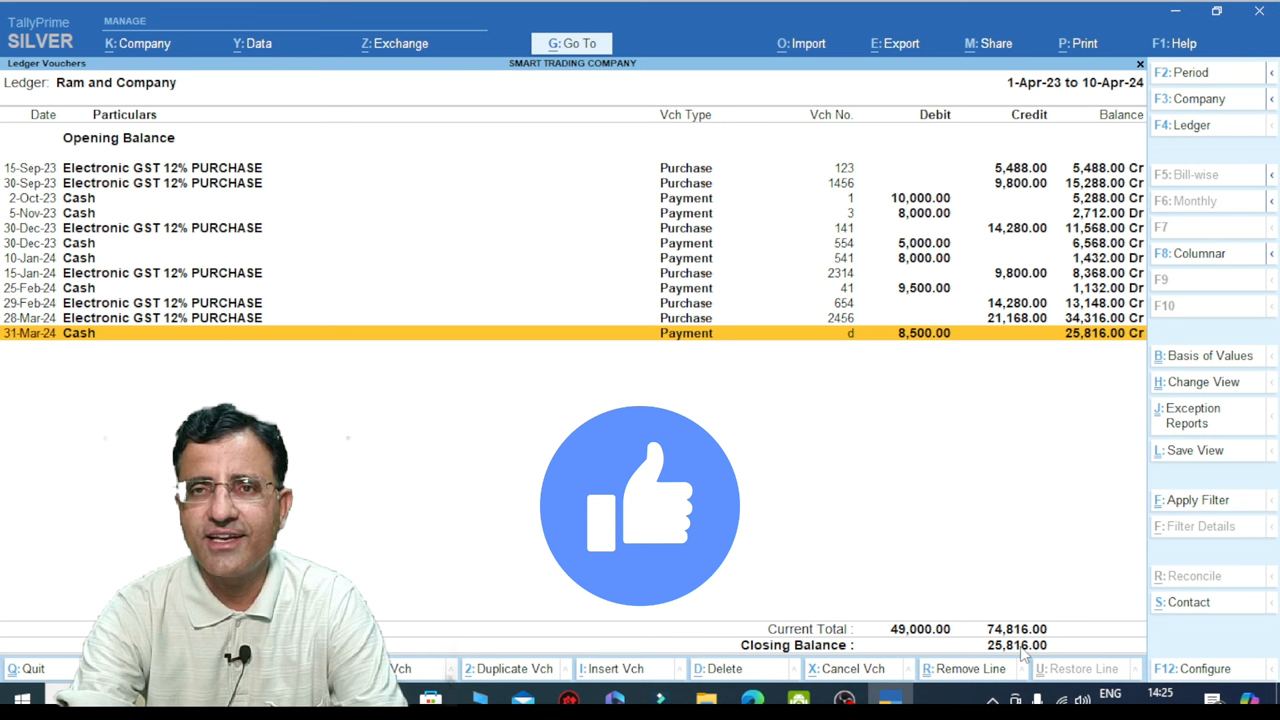 TallyPrime
MANAGE
SILVER
K: Company
Y: Data
Z: Exchange
G: Go To
O: Import
E: Export
M: Share
P: Print
F1: Help
Ledger Vouchers
SMART TRADING COMPANY
x
Ledger: Ram and Company
1-Apr-23 to 10-Apr-24
Date Particulars Vch Type Vch No. Debit Credit Balance
Opening Balance
15-Sep-23 Electronic GST 12% PURCHASE Purchase 123 5,488.00 5,488.00 Cr
30-Sep-23 Electronic GST 12% PURCHASE Purchase 1456 9,800.00 15,288.00 Cr
2-Oct-23 Cash Payment 1 10,000.00 5,288.00 Cr
5-Nov-23 Cash Payment 3 8,000.00 2,712.00 Dr
30-Dec-23 Electronic GST 12% PURCHASE Purchase 141 14,280.00 11,568.00 Cr
30-Dec-23 Cash Payment 554 5,000.00 6,568.00 Cr
10-Jan-24 Cash Payment 541 8,000.00 1,432.00 Dr
15-Jan-24 Electronic GST 12% PURCHASE Purchase 2314 9,800.00 8,368.00 Cr
25-Feb-24 Cash Payment 41 9,500.00 1,132.00 Dr
29-Feb-24 Electronic GST 12% PURCHASE Purchase 654 14,280.00 13,148.00 Cr
28-Mar-24 Electronic GST 12% PURCHASE Purchase 2456 21,168.00 34,316.00 Cr
31-Mar-24 Cash Payment d 8,500.00 25,816.00 Cr
Current Total : 49,000.00 74,816.00
Closing Balance : 25,816.00
F2: Period
F3: Company
F4: Ledger
F5: Bill-wise
F6: Monthly
F7
F8: Columnar
F9
F10
B: Basis of Values
H: Change View
J: Exception
Reports
L: Save View
F: Apply Filter
F: Filter Details
R: Reconcile
S: Contact
F12: Configure
Q: Quit
Vch
2: Duplicate Vch
I: Insert Vch
D: Delete
X: Cancel Vch
R: Remove Line
U: Restore Line
ENG
14:25